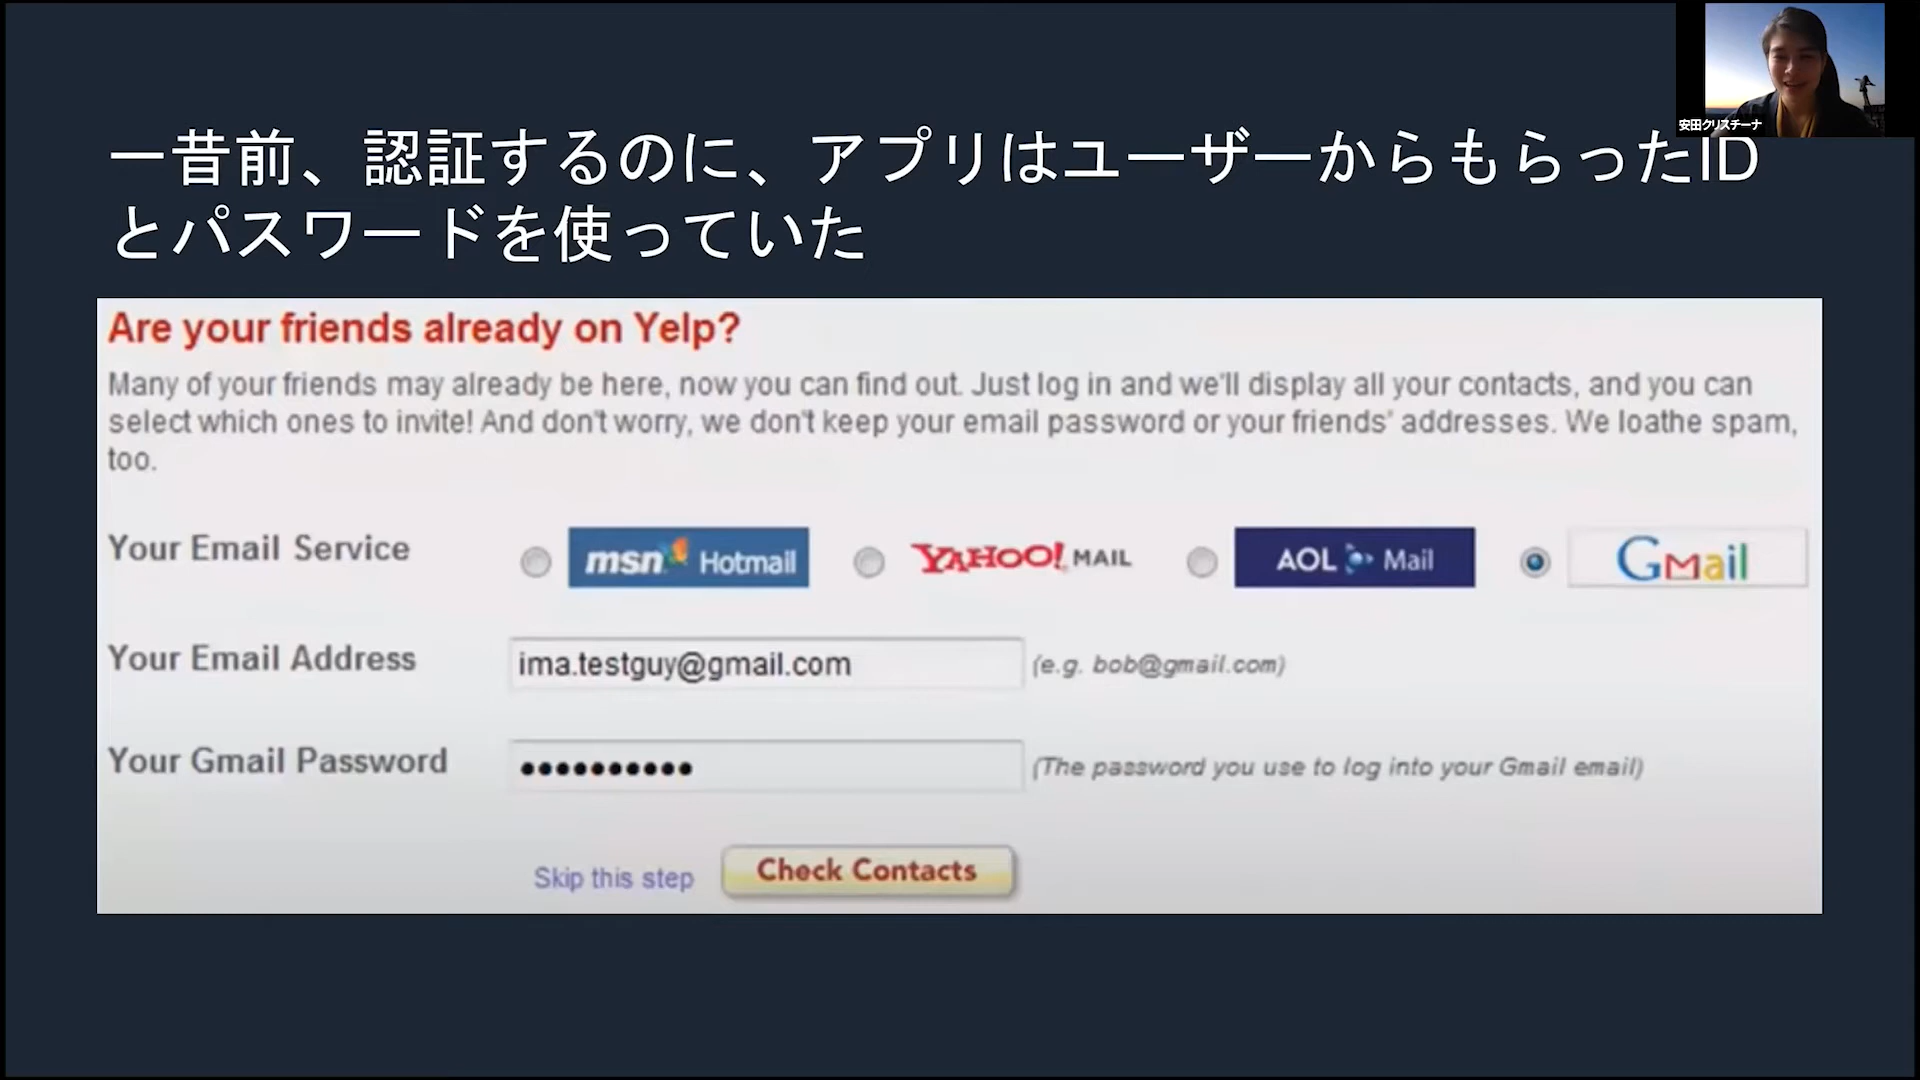 安田クリスチーナ
一昔前、認証するのに、アプリはユーザーからもらったID
とパスワードを使っていた
Are your friends already on Yelp?
Many of your friends may already be here, now you can find out. Just log in and we'll display all your contacts, and you can
select which ones to invite! And don't worry, we don't keep your email password or your friends' addresses. We loathe spam,
too.
Your Email Service
msn Hotmail
YAHOO! MAIL
AOL Mail
Gmail
Your Email Address
ima.testguy@gmail.com
(e.g. bob@gmail.com)
Your Gmail Password
••••••••••
(The password you use to log into your Gmail email)
Skip this step
Check Contacts